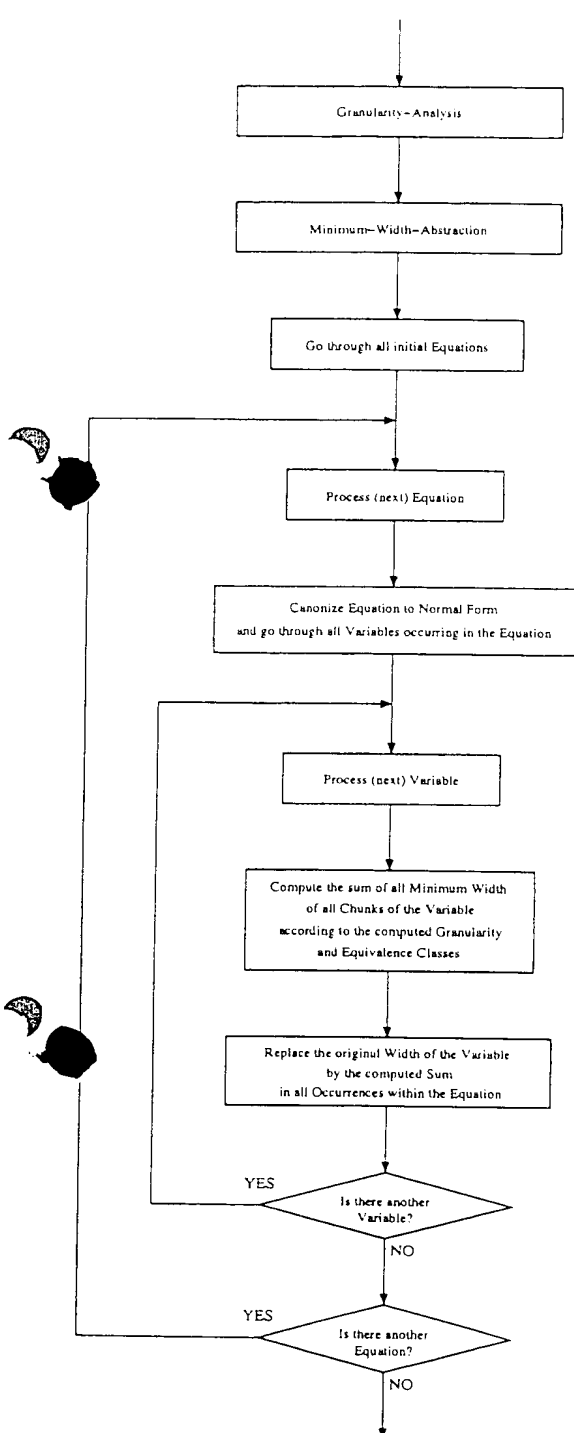 Granularity-Analysis
Minimum-Width-Abstraction
Go through all initial Equations
Process (next) Equation
Canonize Equation to Normal Form
and go through all Variables occurring in the Equation
Process (next) Variable
Compute the sum of all Minimum Width
of all Chunks of the Variable
according to the computed Granularity
and Equivalence Classes
Replace the original Width of the Variable
by the computed Sum
in all Occurrences within the Equation
YES
Is there another
Variable?
NO
YES
Is there another
Equation?
NO